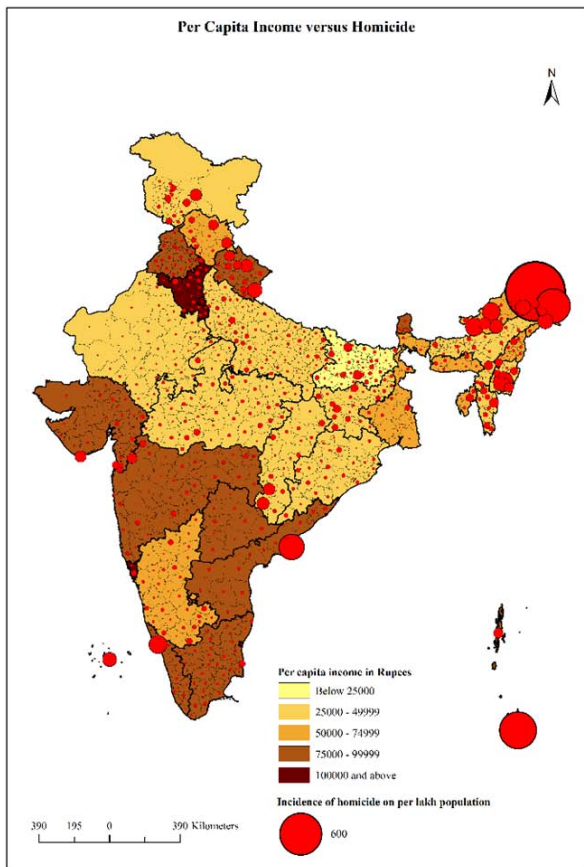 Per Capita Income versus Homicide
N
Per capita income in Rupees
Below 25000
25000 - 49999
50000 - 74999
75000 - 99999
100000 and above
Incidence of homicide on per lakh population
600
390 195 0 390 Kilometers